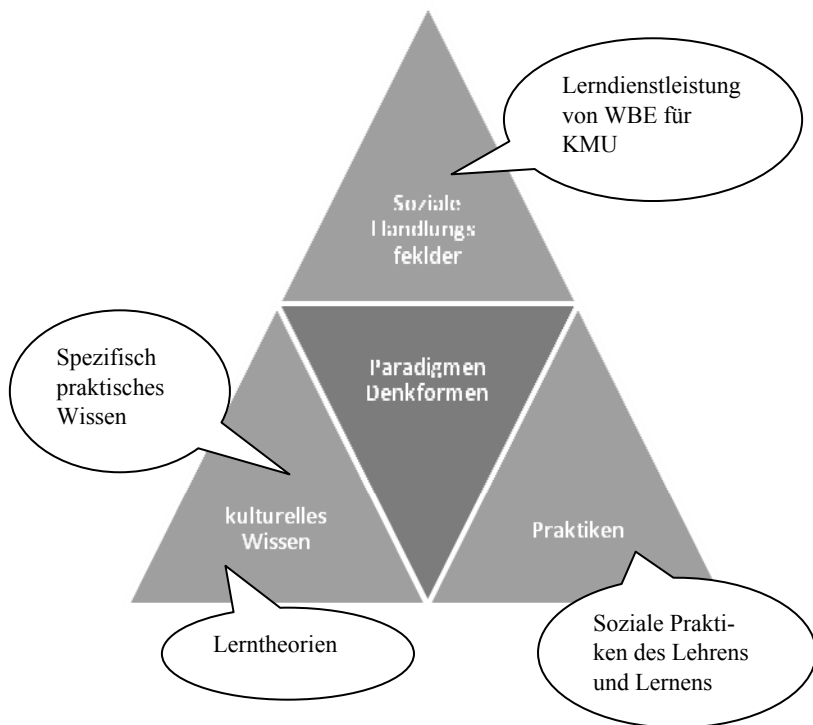 Lerndienstleistung
von WBE für
KMU
Soziale
Handlungs
feklder
Spezifisch
praktisches
Wissen
Paradigmen
Denkformen
kulturelles
Wissen
Praktiken
Lerntheorien
Soziale Prakti-
ken des Lehrens
und Lernens